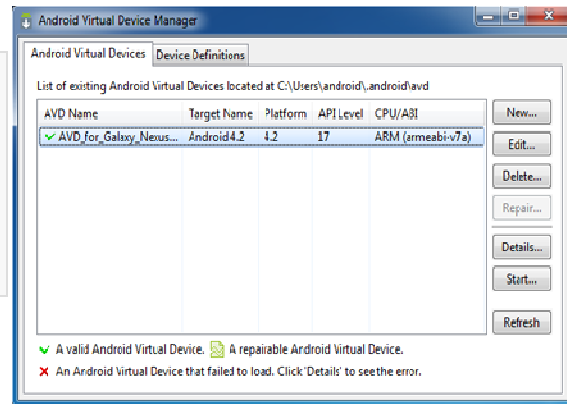 Android Virtual Device Manager
Android Virtual Devices Device Definitions
List of existing Android Virtual Devices located at C:\Users\android\.android\avd
AVD Name Target Name Platform API Level CPU/ABI
AVD_for_Galaxy_Nexus... Android 4.2 4.2 17 ARM (armeabi-v7a)
New...
Edit...
Delete...
Repair...
Details...
Start...
Refresh
A valid Android Virtual Device. A repairable Android Virtual Device.
An Android Virtual Device that failed to load. Click 'Details' to see the error.